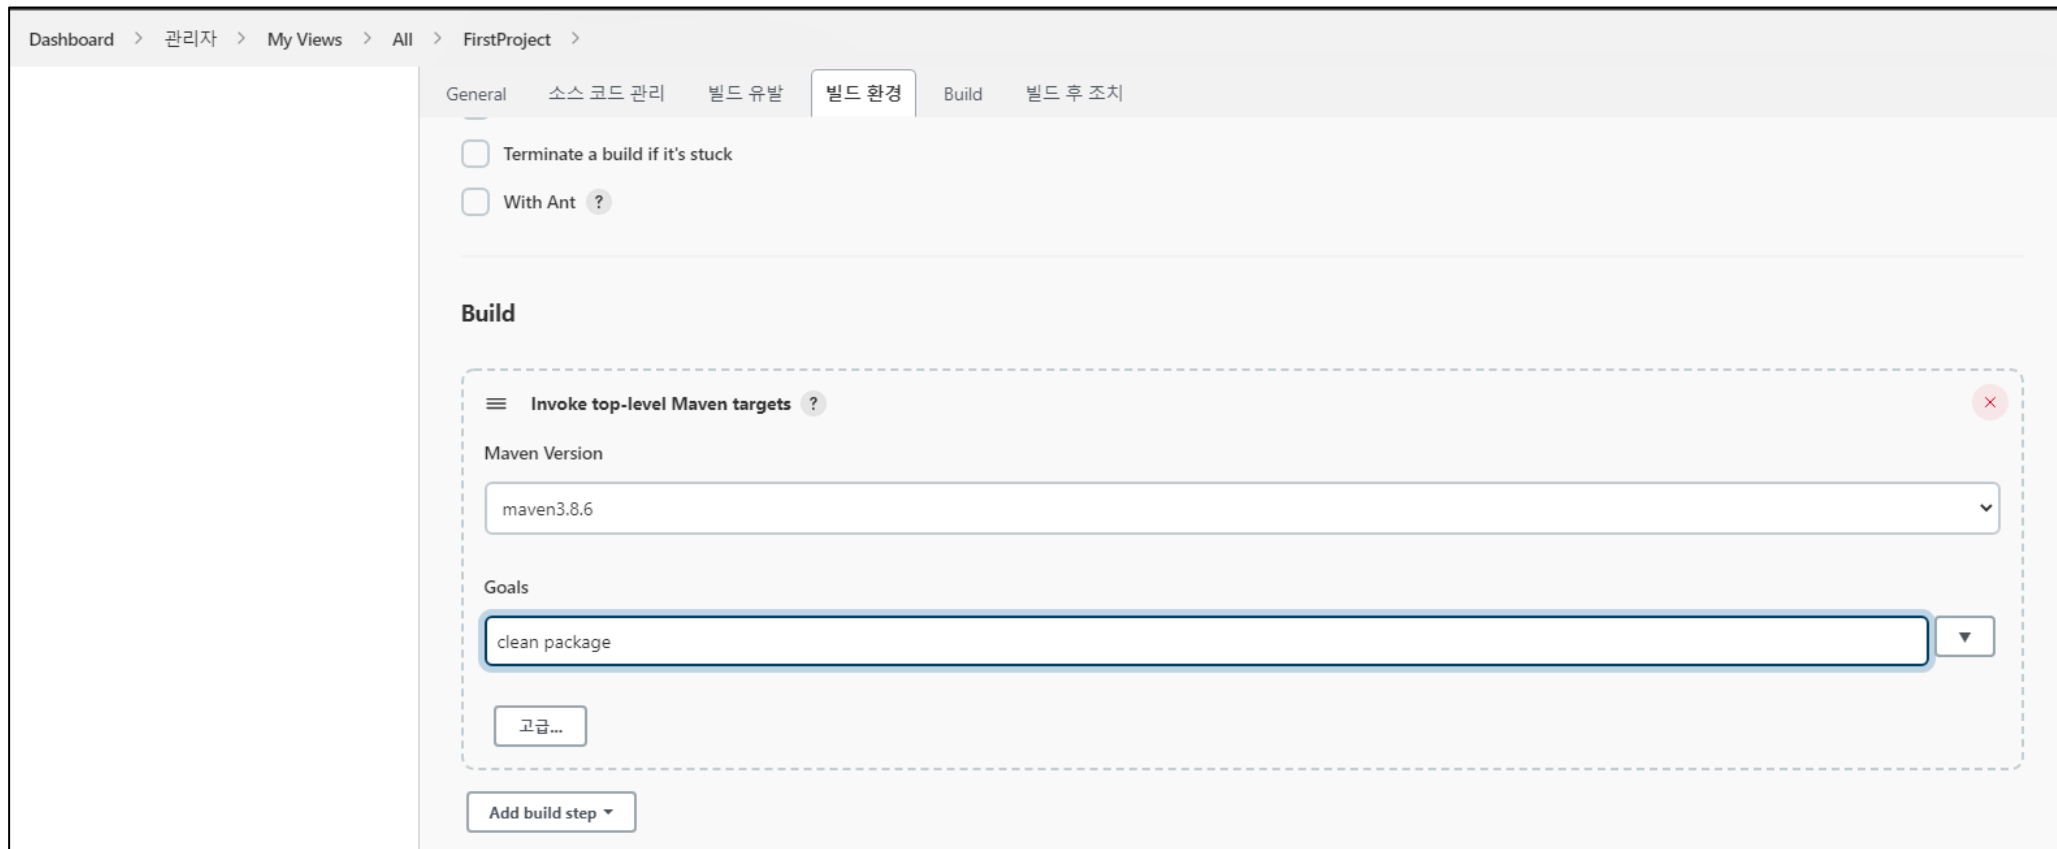 Dashboard > 관리자 > My Views > All > FirstProject >
General 소스 코드 관리 빌드 유발 빌드 환경 Build 빌드 후 조치
Terminate a build if it's stuck
With Ant ?
Build
Invoke top-level Maven targets ?
Maven Version
maven3.8.6
Goals
clean package
고급...
Add build step